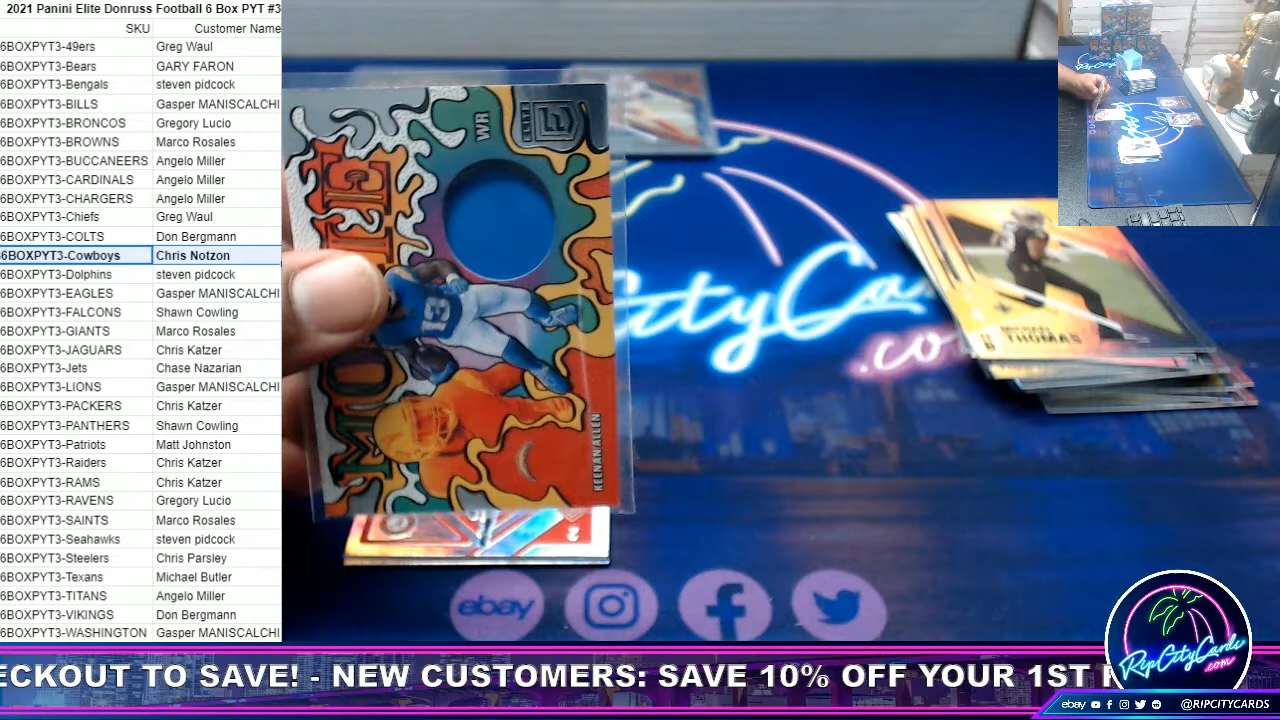 2021 Panini Elite Donruss Football 6 Box PYT #3
SKU Customer Name
6BOXPYT3-49ers Greg Waul
6BOXPYT3-Bears GARY FARON
6BOXPYT3-Bengals steven pidcock
6BOXPYT3-BILLS Gasper MANISCALCHI
6BOXPYT3-BRONCOS Gregory Lucio
6BOXPYT3-BROWNS Marco Rosales
6BOXPYT3-BUCCANEERS Angelo Miller
6BOXPYT3-CARDINALS Angelo Miller
6BOXPYT3-CHARGERS Angelo Miller
6BOXPYT3-Chiefs Greg Waul
6BOXPYT3-COLTS Don Bergmann
6BOXPYT3-Cowboys Chris Notzon
6BOXPYT3-Dolphins steven pidcock
6BOXPYT3-EAGLES Gasper MANISCALCHI
6BOXPYT3-FALCONS Shawn Cowling
6BOXPYT3-GIANTS Marco Rosales
6BOXPYT3-JAGUARS Chris Katzer
6BOXPYT3-Jets Chase Nazarian
6BOXPYT3-LIONS Gasper MANISCALCHI
6BOXPYT3-PACKERS Chris Katzer
6BOXPYT3-PANTHERS Shawn Cowling
6BOXPYT3-Patriots Matt Johnston
6BOXPYT3-Raiders Chris Katzer
6BOXPYT3-RAMS Chris Katzer
6BOXPYT3-RAVENS Gregory Lucio
6BOXPYT3-SAINTS Marco Rosales
6BOXPYT3-Seahawks steven pidcock
6BOXPYT3-Steelers Chris Parsley
6BOXPYT3-Texans Michael Butler
6BOXPYT3-TITANS Angelo Miller
6BOXPYT3-VIKINGS Don Bergmann
6BOXPYT3-WASHINGTON Gasper MANISCALCHI
WR
ELITE
13
KEENAN ALLEN
MICHAEL
THOMAS
.co
ebay
ECKOUT TO SAVE! - NEW CUSTOMERS: SAVE 10% OFF YOUR 1ST
RipCityCards
.com
ebay @RIPCITYCARDS